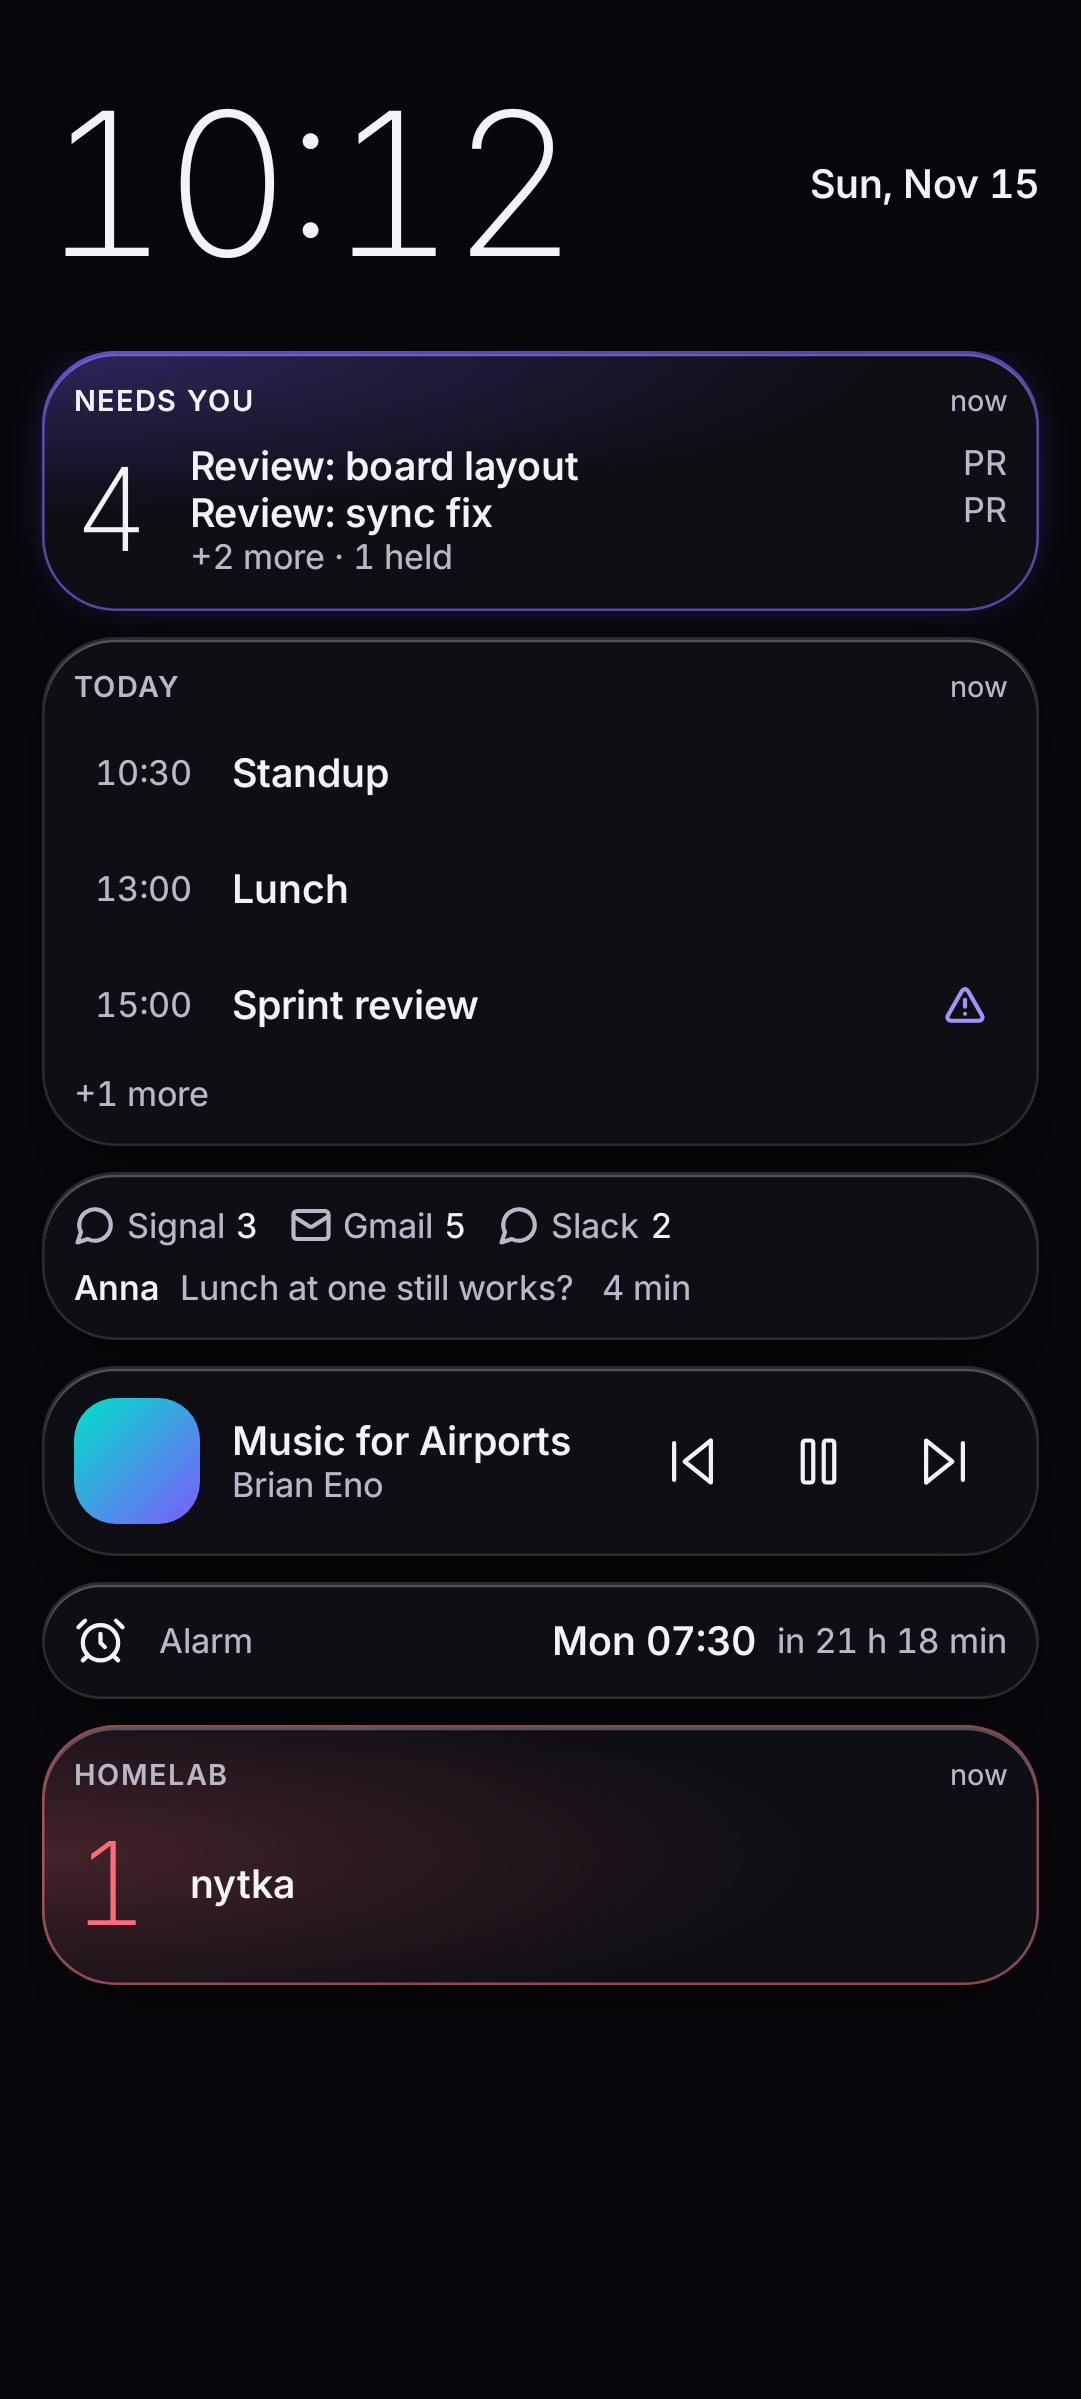 10:12
Sun, Nov 15
NEEDS YOU now
4
Review: board layout PR
Review: sync fix PR
+2 more · 1 held
TODAY now
10:30 Standup
13:00 Lunch
15:00 Sprint review
+1 more
Signal 3 Gmail 5 Slack 2
Anna Lunch at one still works? 4 min
Music for Airports
Brian Eno
Alarm Mon 07:30 in 21 h 18 min
HOMELAB now
1 nytka